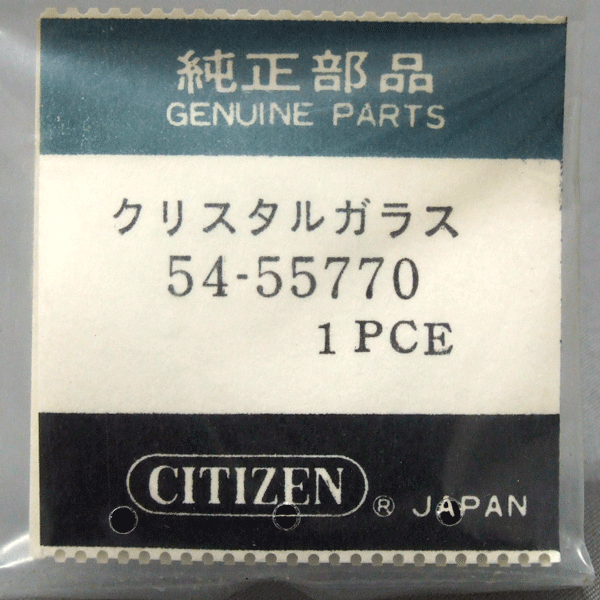 純正部品
GENUINE PARTS
クリスタルガラス
54-55770
1 PCE
CITIZEN ® JAPAN